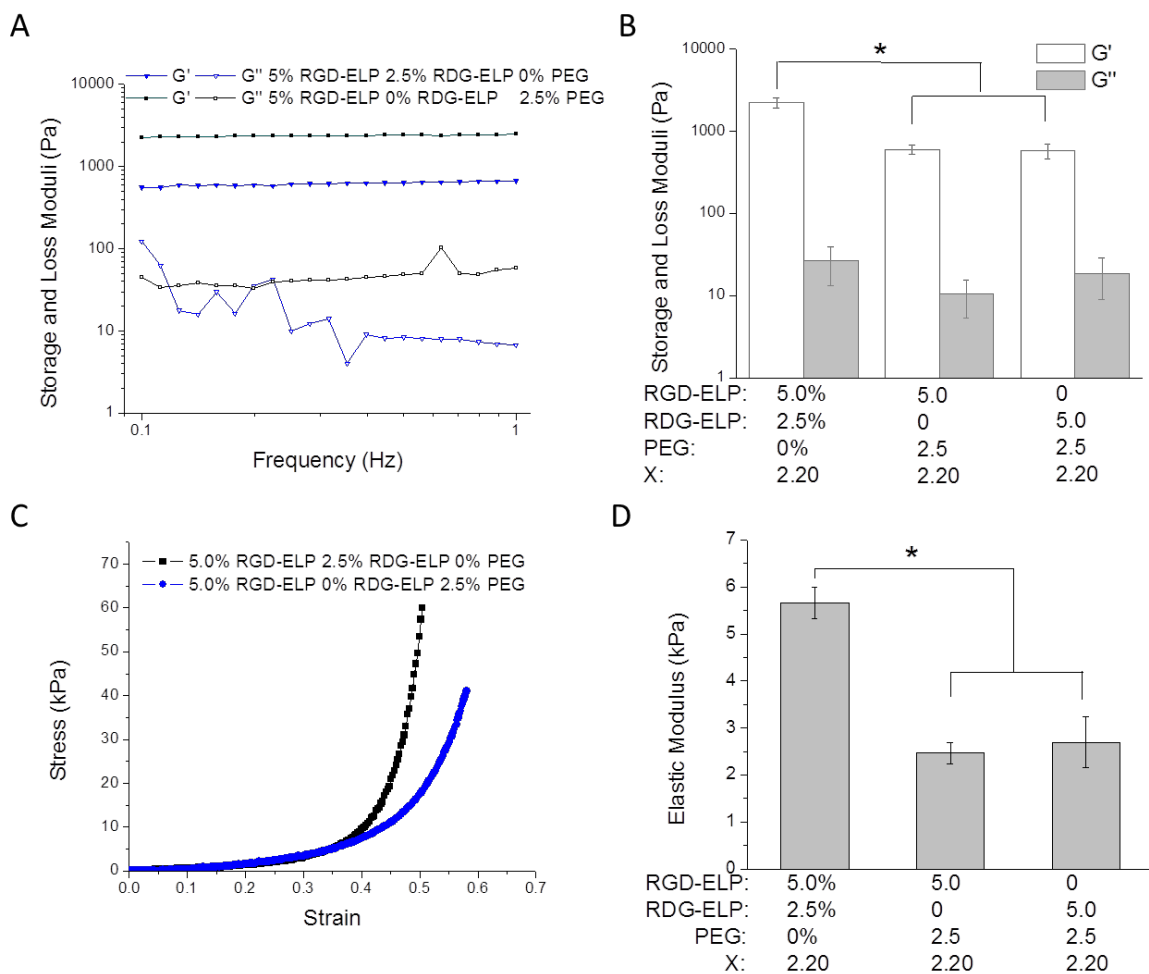 A
G' G'' 5% RGD-ELP 2.5% RDG-ELP 0% PEG
G' G'' 5% RGD-ELP 0% RDG-ELP 2.5% PEG
10000
1000
100
10
1
0.1 1
Storage and Loss Moduli (Pa)
Frequency (Hz)
B
G'
G''
*
10000
1000
100
10
1
Storage and Loss Moduli (Pa)
RGD-ELP: 5.0% 5.0 0
RDG-ELP: 2.5% 0 5.0
PEG: 0% 2.5 2.5
X: 2.20 2.20 2.20
C
5.0% RGD-ELP 2.5% RDG-ELP 0% PEG
5.0% RGD-ELP 0% RDG-ELP 2.5% PEG
70
60
50
40
30
20
10
0
0.0 0.1 0.2 0.3 0.4 0.5 0.6 0.7
Stress (kPa)
Strain
D
*
7
6
5
4
3
2
1
0
Elastic Modulus (kPa)
RGD-ELP: 5.0% 5.0 0
RDG-ELP: 2.5% 0 5.0
PEG: 0% 2.5 2.5
X: 2.20 2.20 2.20